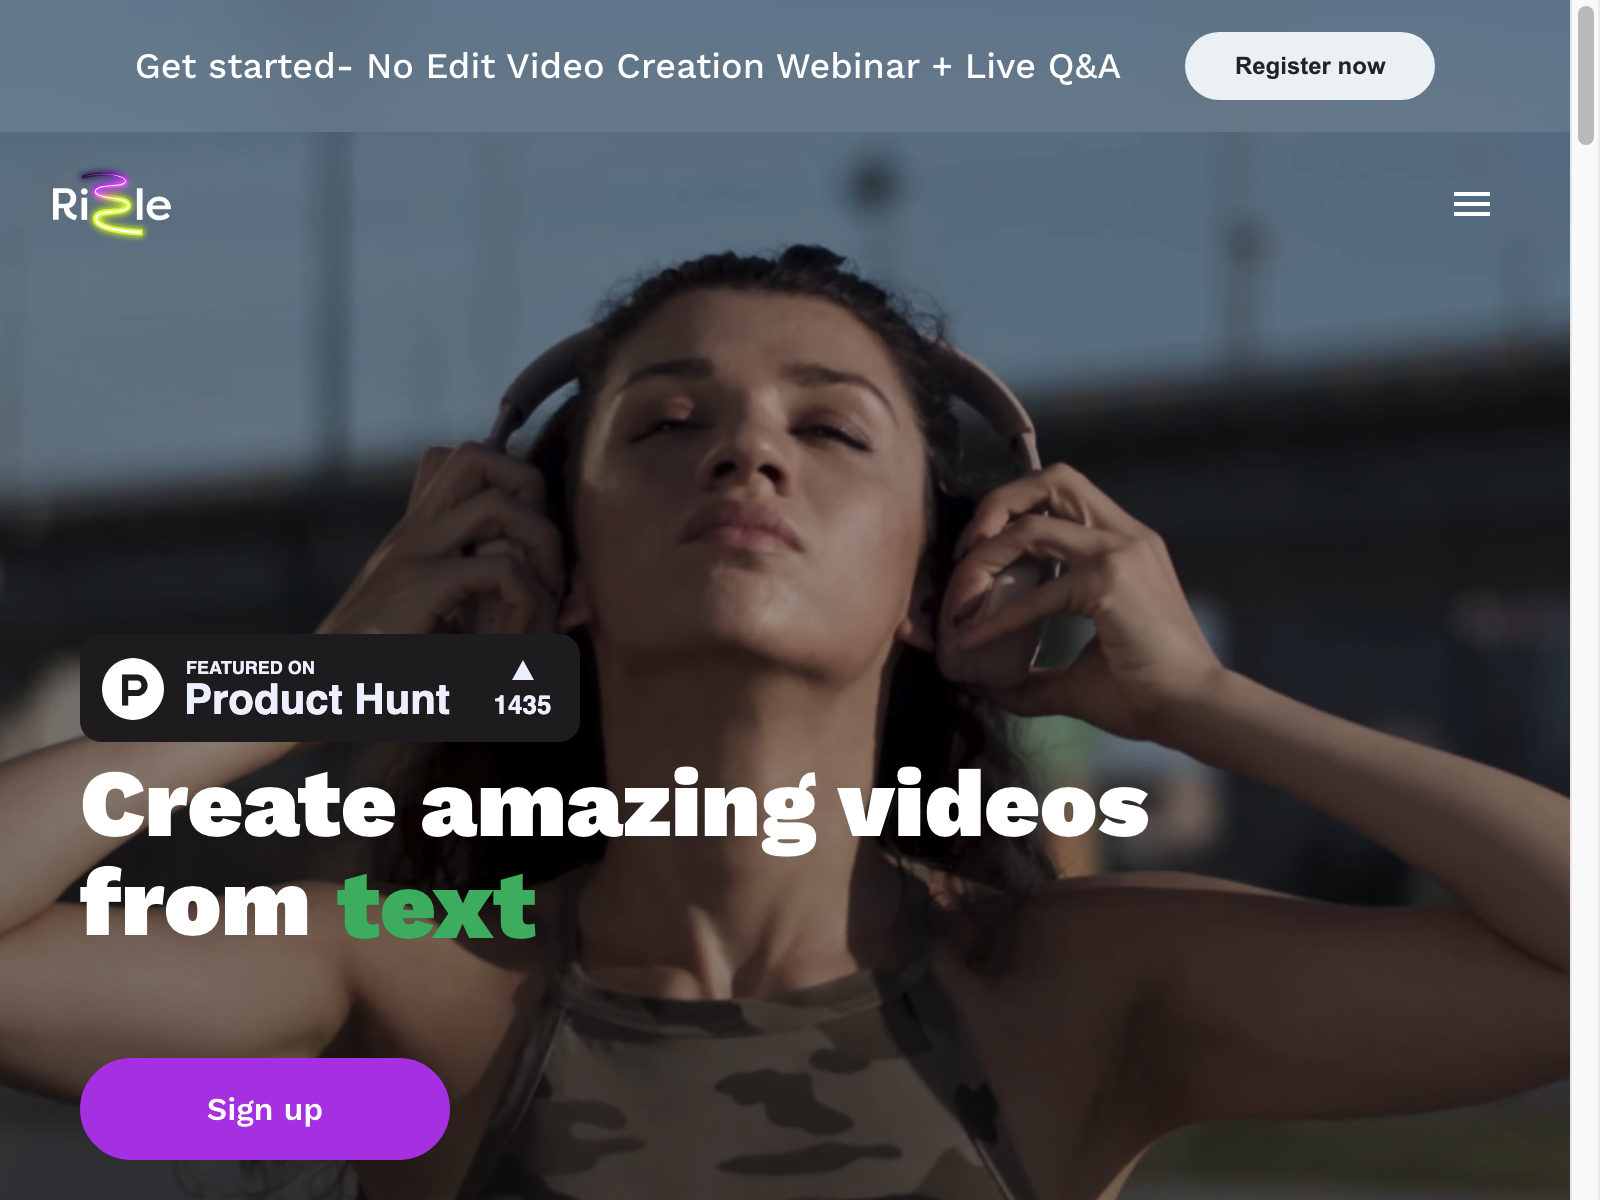 Get started- No Edit Video Creation Webinar + Live Q&A
Register now
Rizzle
FEATURED ON
Product Hunt
1435
Create amazing videos
from text
Sign up